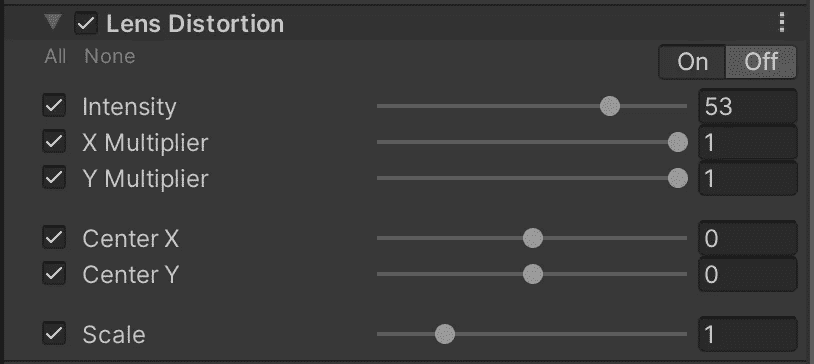 Lens Distortion
All None
On Off
Intensity 53
X Multiplier 1
Y Multiplier 1
Center X 0
Center Y 0
Scale 1